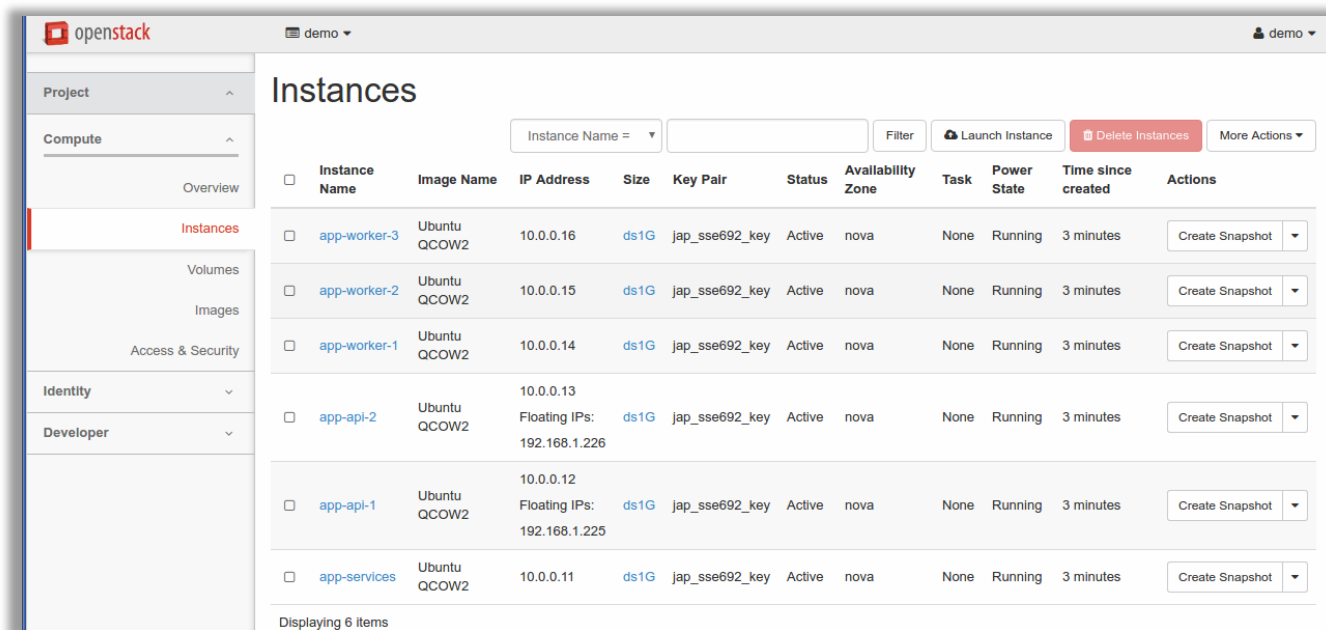 openstack demo demo
Project
Instances
Compute
Instance Name = Filter Launch Instance Delete Instances More Actions
Overview
Instance Name Image Name IP Address Size Key Pair Status Availability Zone Task Power State Time since created Actions
Instances
app-worker-3 Ubuntu QCOW2 10.0.0.16 ds1G jap_sse692_key Active nova None Running 3 minutes Create Snapshot
Volumes
app-worker-2 Ubuntu QCOW2 10.0.0.15 ds1G jap_sse692_key Active nova None Running 3 minutes Create Snapshot
Images
app-worker-1 Ubuntu QCOW2 10.0.0.14 ds1G jap_sse692_key Active nova None Running 3 minutes Create Snapshot
Access & Security
Identity
app-api-2 Ubuntu QCOW2 10.0.0.13 Floating IPs: 192.168.1.226 ds1G jap_sse692_key Active nova None Running 3 minutes Create Snapshot
Developer
app-api-1 Ubuntu QCOW2 10.0.0.12 Floating IPs: 192.168.1.225 ds1G jap_sse692_key Active nova None Running 3 minutes Create Snapshot
app-services Ubuntu QCOW2 10.0.0.11 ds1G jap_sse692_key Active nova None Running 3 minutes Create Snapshot
Displaying 6 items